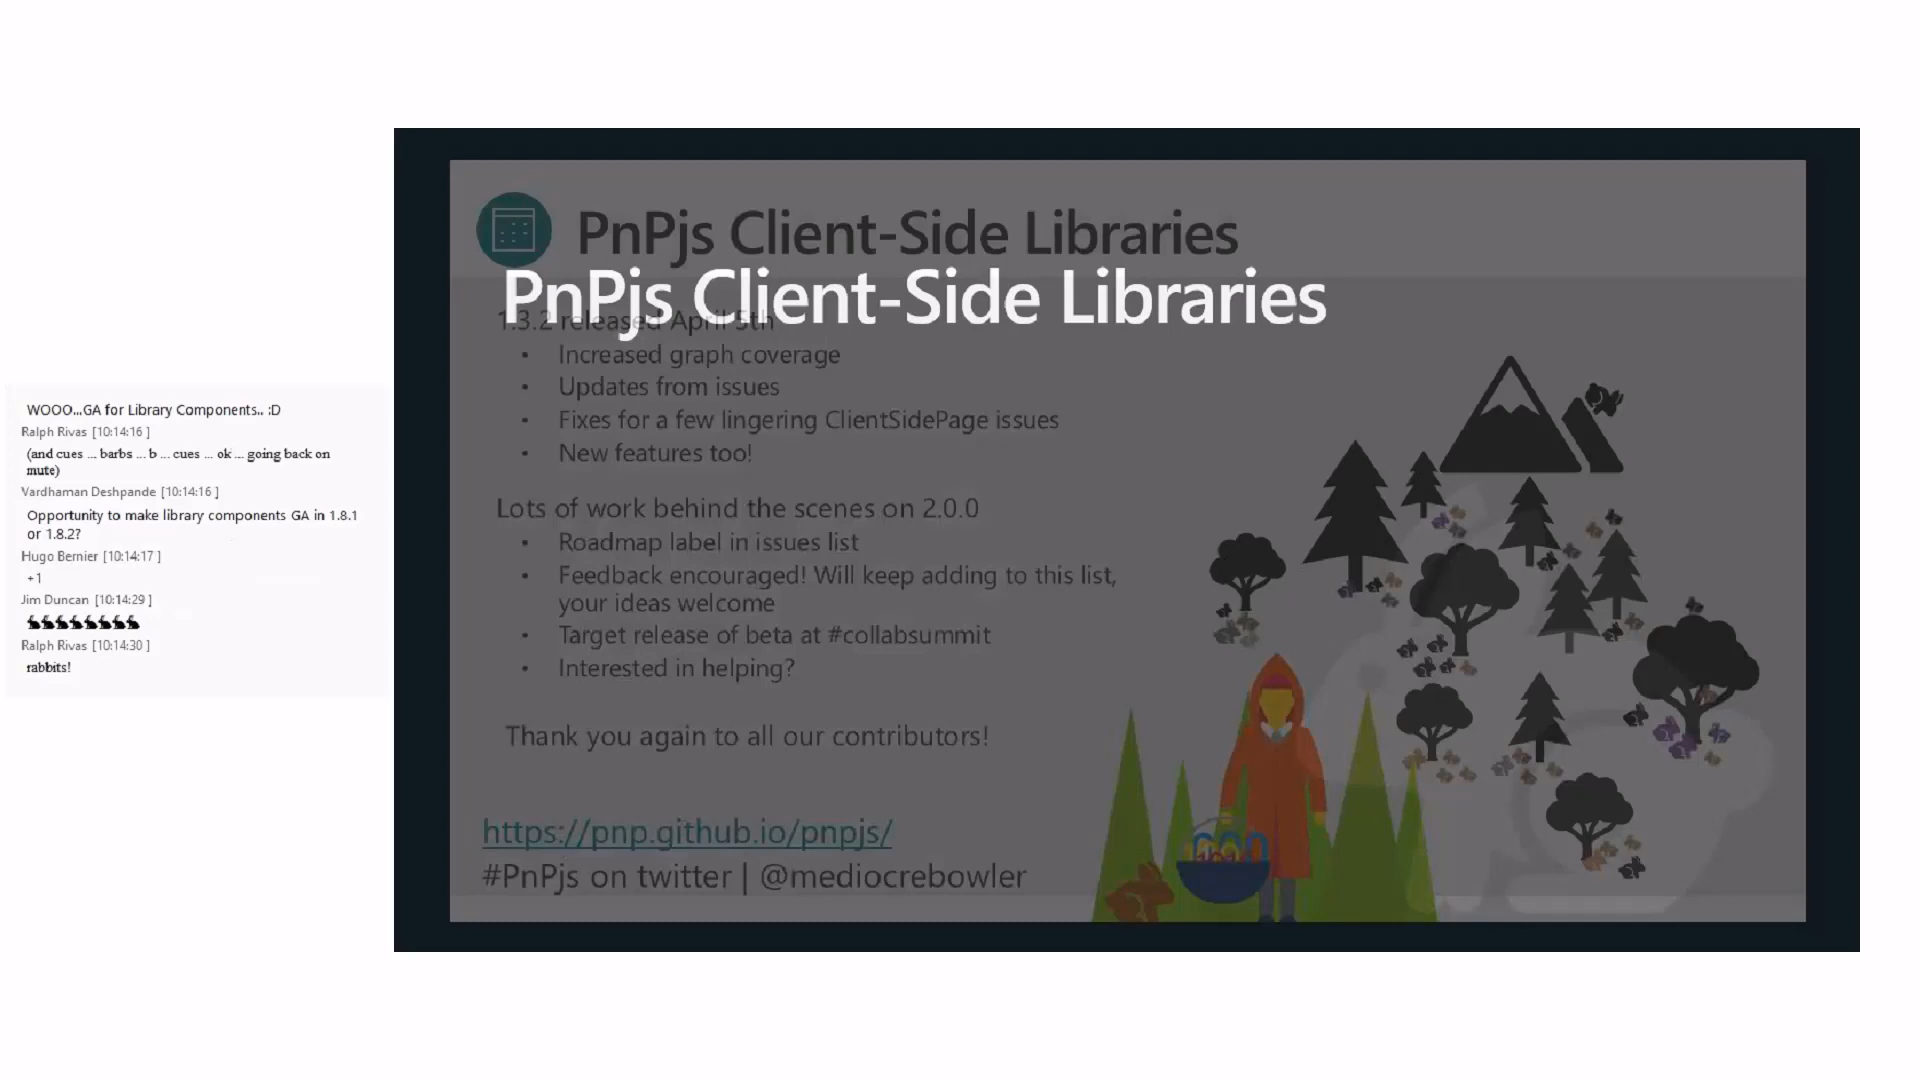 WOOO...GA for Library Components.. :D
Ralph Rivas [10:14:16 ]
(and cues ... barbs ... b ... cues ... ok ... going back on
mute)
Vardhaman Deshpande [10:14:16 ]
Opportunity to make library components GA in 1.8.1
or 1.8.2?
Hugo Bernier [10:14:17 ]
+1
Jim Duncan [10:14:29 ]
Ralph Rivas [10:14:30 ]
rabbits!
PnPjs Client-Side Libraries
PnPjs Client-Side Libraries
1.3.2 released April 5th
• Increased graph coverage
• Updates from issues
• Fixes for a few lingering ClientSidePage issues
• New features too!
Lots of work behind the scenes on 2.0.0
• Roadmap label in issues list
• Feedback encouraged! Will keep adding to this list,
your ideas welcome
• Target release of beta at #collabsummit
• Interested in helping?
Thank you again to all our contributors!
https://pnp.github.io/pnpjs/
#PnPjs on twitter | @mediocrebowler